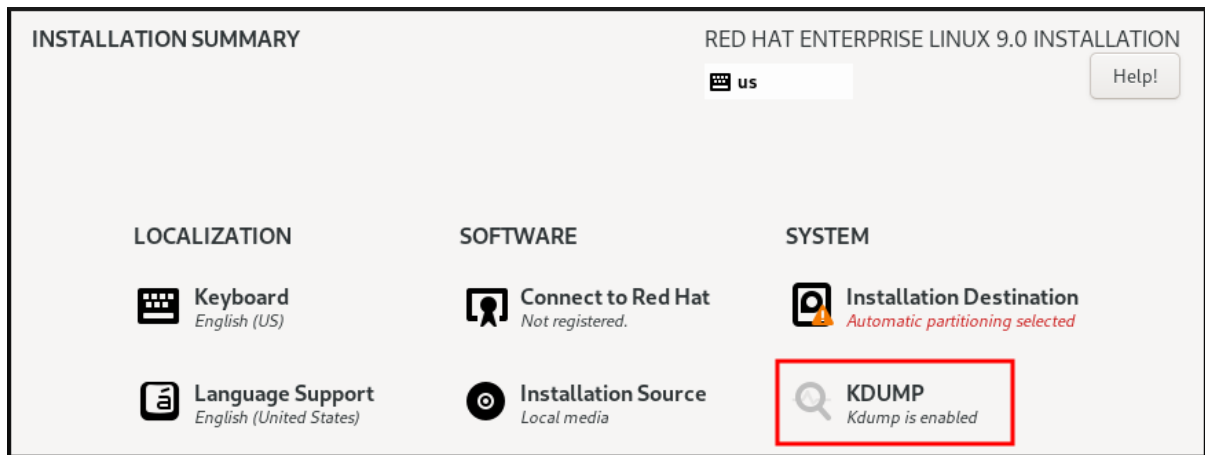 INSTALLATION SUMMARY
RED HAT ENTERPRISE LINUX 9.0 INSTALLATION
us
Help!
LOCALIZATION
SOFTWARE
SYSTEM
Keyboard
English (US)
Connect to Red Hat
Not registered.
Installation Destination
Automatic partitioning selected
Language Support
English (United States)
Installation Source
Local media
KDUMP
Kdump is enabled